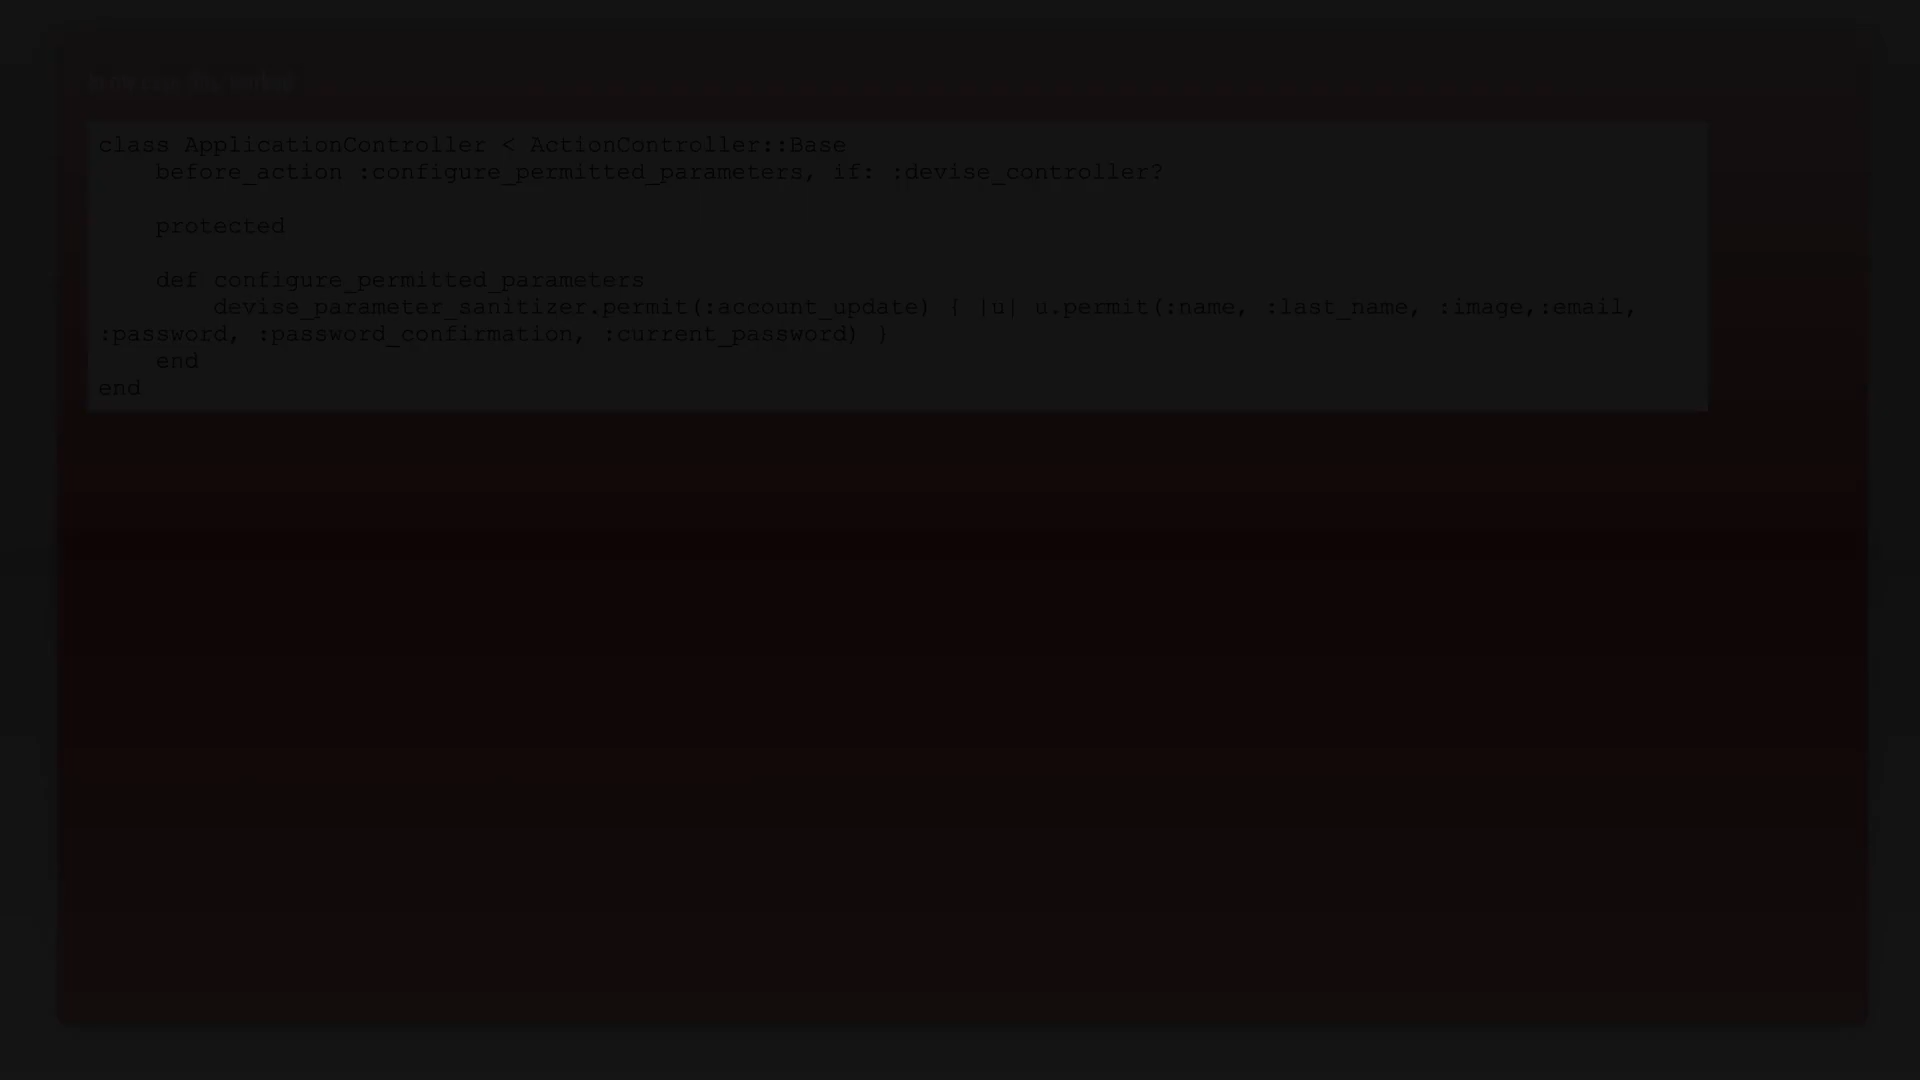 class ApplicationController < ActionController::Base
    before_action :configure_permitted_parameters, if: :devise_controller?
    protected
    def configure_permitted_parameters
        devise_parameter_sanitizer.permit(:account_update) { |u| u.permit(:name, :last_name, :image,:email,
:password, :password_confirmation, :current_password) }
    end
end